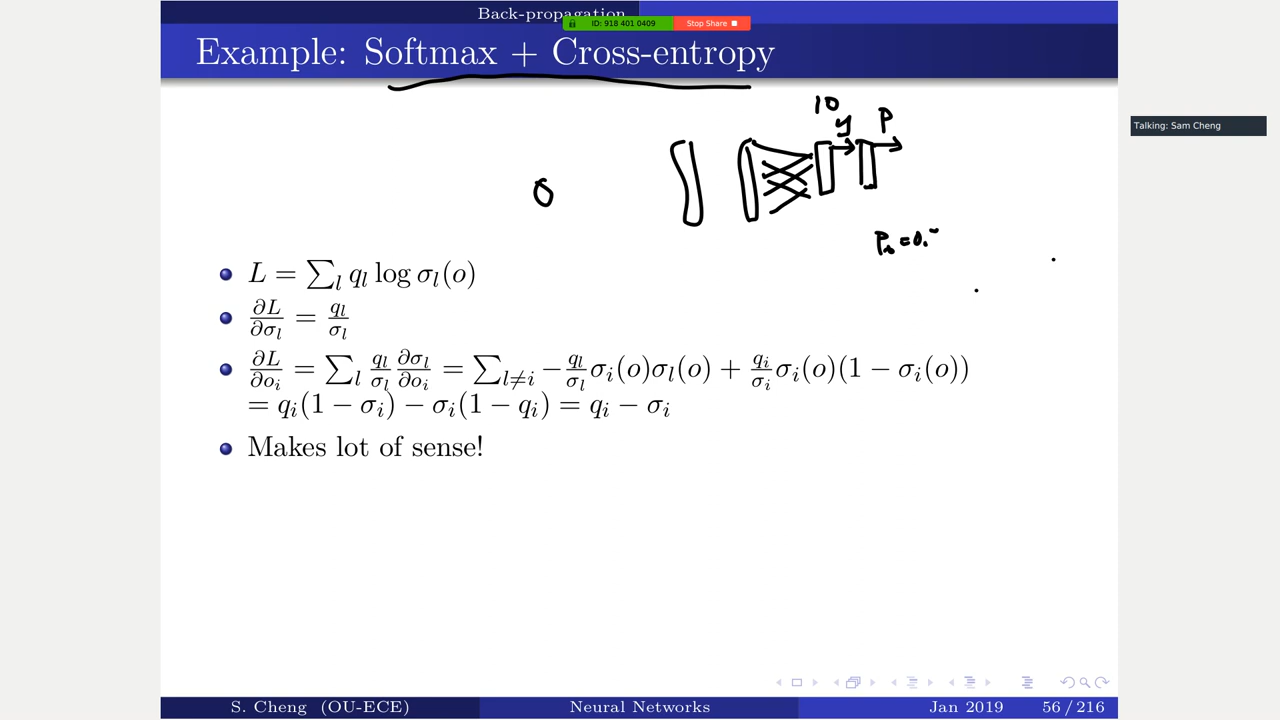 Back-propagation
ID: 918 401 0409 Stop Share
Example: Softmax + Cross-entropy
Talking: Sam Cheng
10
y P
0
L = ∑_l q_l log σ_l(o)
∂L/∂σ_l = q_l/σ_l
∂L/∂o_i = ∑_l q_l/σ_l ∂σ_l/∂o_i = ∑_{l≠i} −q_l/σ_l σ_i(o)σ_l(o) + q_i/σ_i σ_i(o)(1 − σ_i(o))
= q_i(1 − σ_i) − σ_i(1 − q_i) = q_i − σ_i
Makes lot of sense!
S. Cheng (OU-ECE) Neural Networks Jan 2019 56 / 216